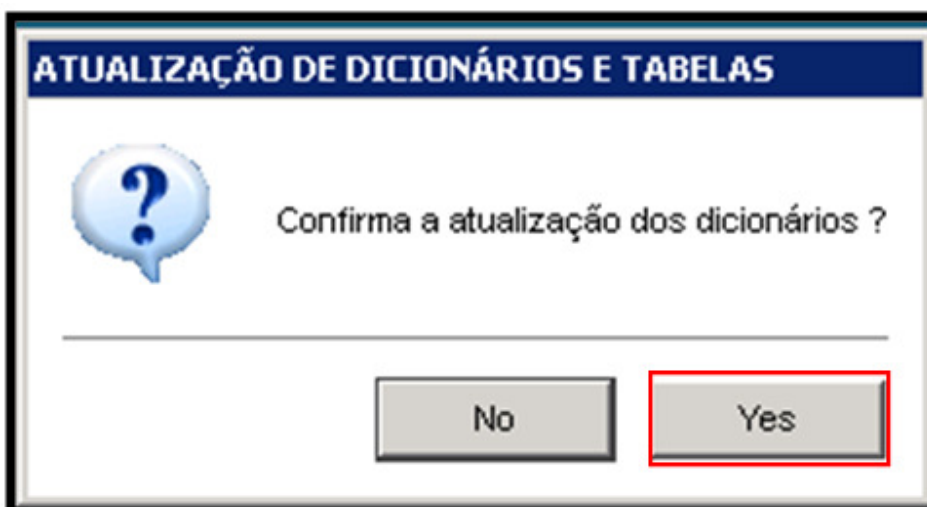 ATUALIZAÇÃO DE DICIONÁRIOS E TABELAS
Confirma a atualização dos dicionários ?
No
Yes